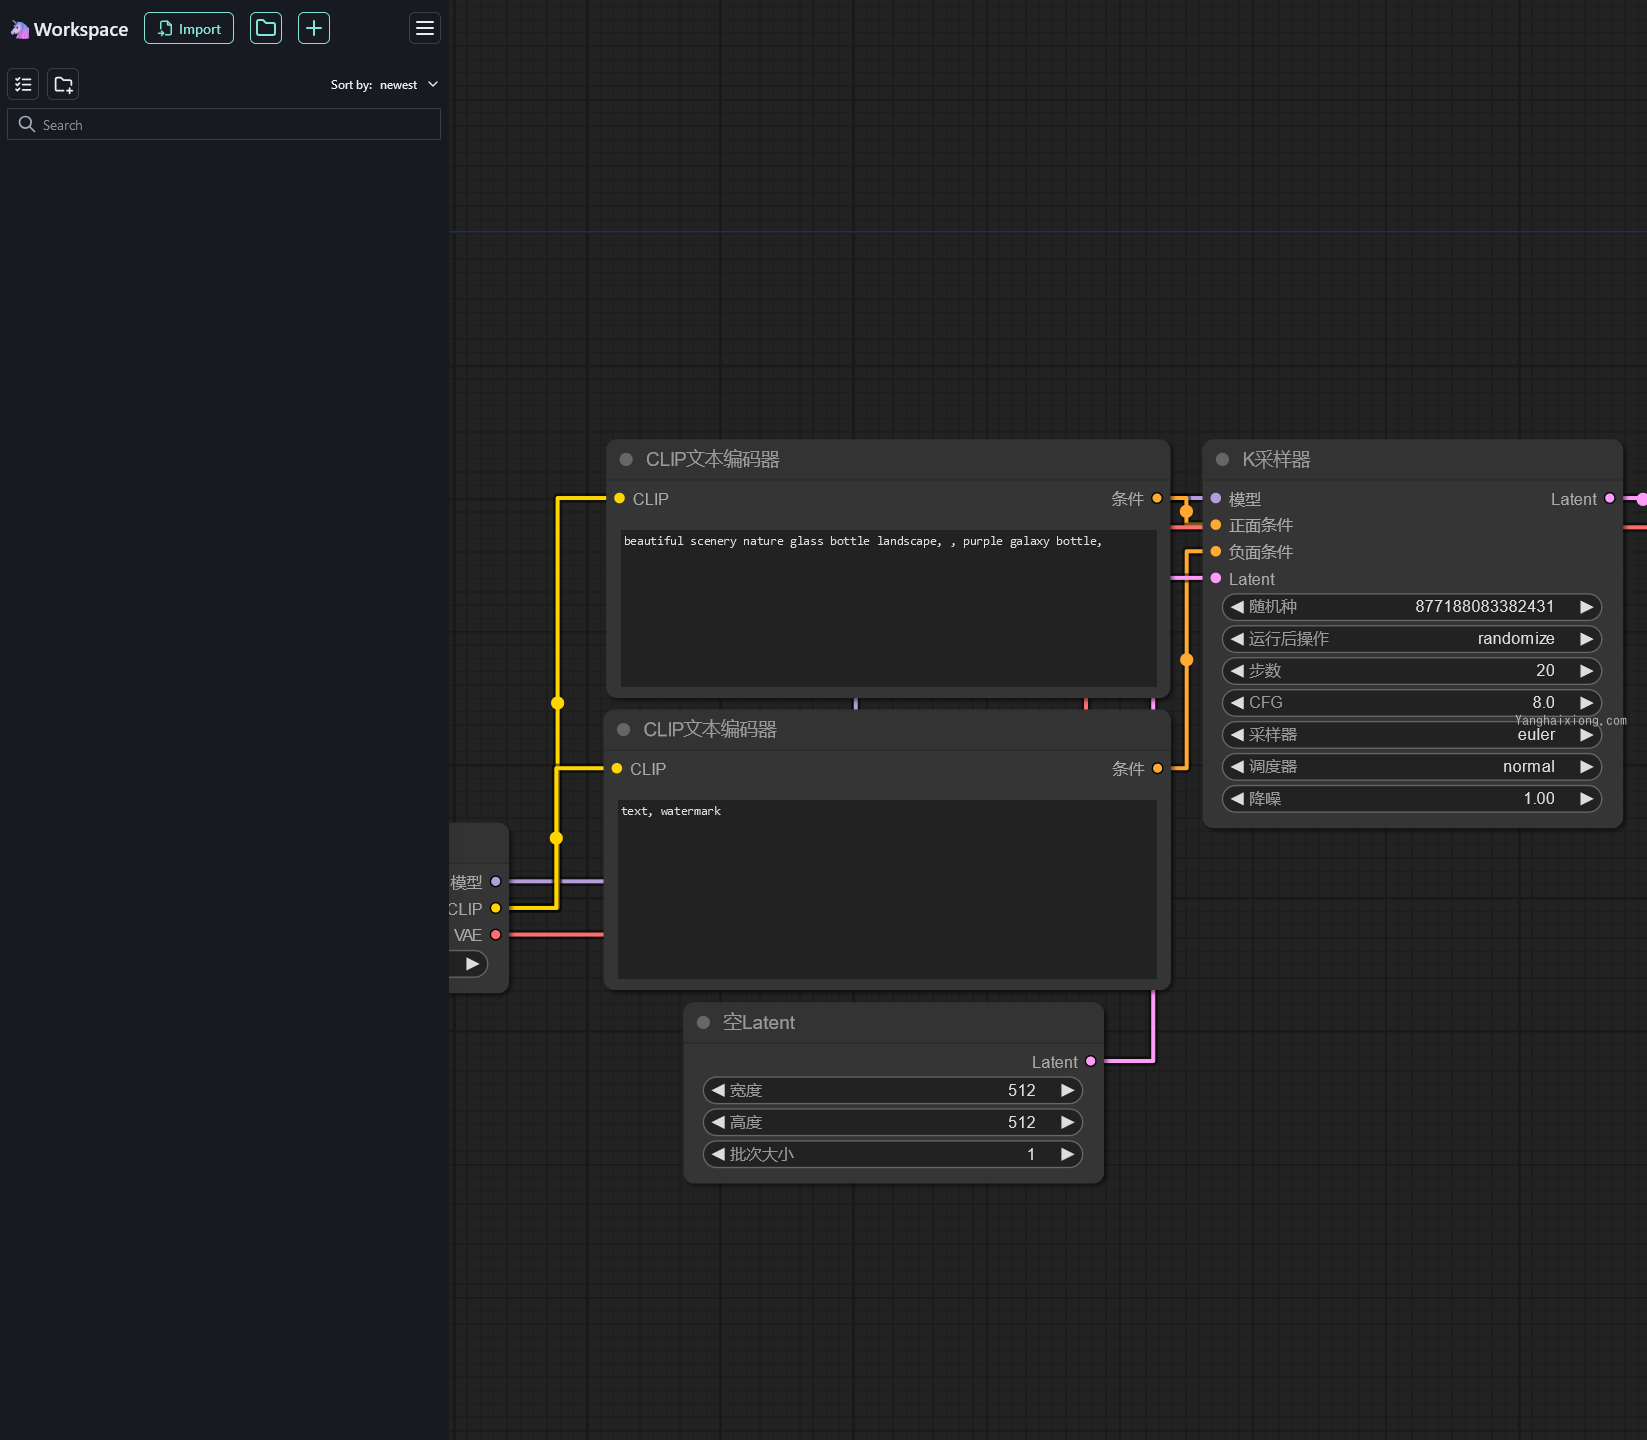 Workspace
Import
Sort by: newest
Search
CLIP文本编码器
CLIP
条件
beautiful scenery nature glass bottle landscape, , purple galaxy bottle,
K采样器
模型
Latent
正面条件
负面条件
Latent
随机种 877188083382431
运行后操作 randomize
步数 20
CFG 8.0
Yanghaixiong.com
采样器 euler
调度器 normal
降噪 1.00
CLIP文本编码器
CLIP
条件
text, watermark
模型
CLIP
VAE
空Latent
Latent
宽度 512
高度 512
批次大小 1